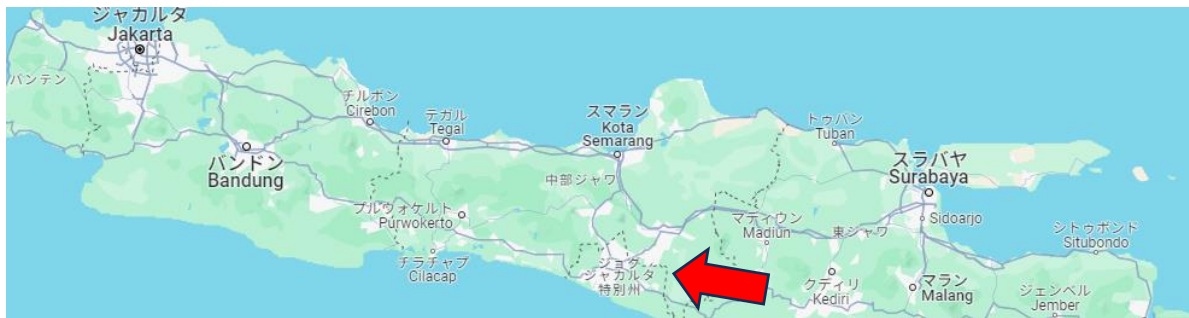 ジャカルタ
Jakarta
バンテン
チルボン
Cirebon
テガル
Tegal
スマラン
Kota
Semarang
トゥバン
Tuban
バンドン
Bandung
中部ジャワ
スラバヤ
Surabaya
プルウォケルト
Purwokerto
マディウン
Madiun
東ジャワ
Sidoarjo
シトゥボンド
Situbondo
チラチャプ
Cilacap
ジョグ
ジャカルタ
特別州
クディリ
Kediri
マラン
Malang
ジェンベル
Jember